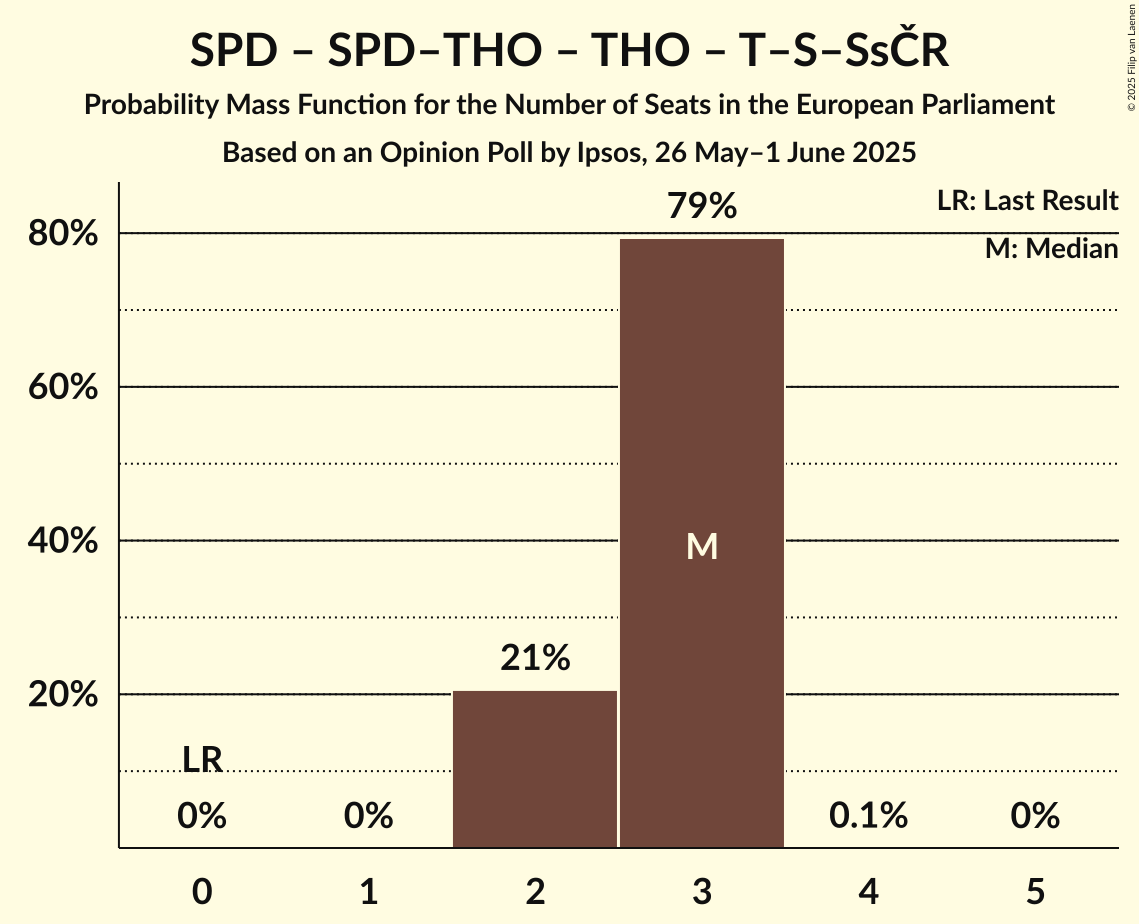 SPD – SPD–THO – THO – T–S–SsČR
Probability Mass Function for the Number of Seats in the European Parliament
Based on an Opinion Poll by Ipsos, 26 May–1 June 2025
© 2025 Filip van Laenen
LR: Last Result
M: Median
79%
80%
60%
40%
M
21%
20%
LR
0%
0%
0.1%
0%
0
1
2
3
4
5